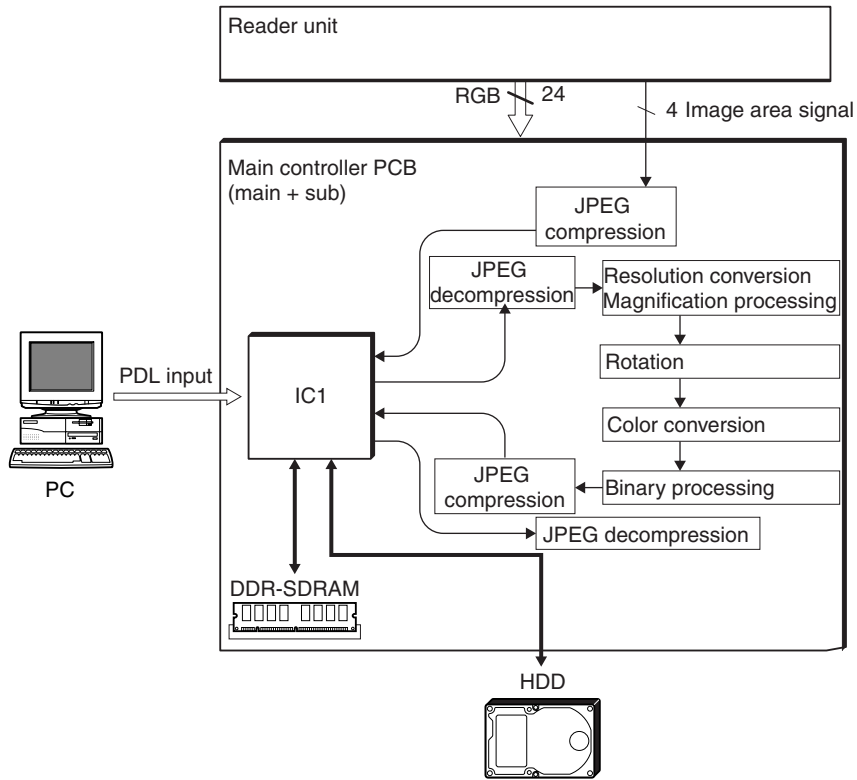 Reader unit
RGB 24
4 Image area signal
Main controller PCB
(main + sub)
JPEG
compression
JPEG
decompression
Resolution conversion
Magnification processing
Rotation
PDL input
IC1
Color conversion
JPEG
compression
Binary processing
PC
JPEG decompression
DDR-SDRAM
HDD